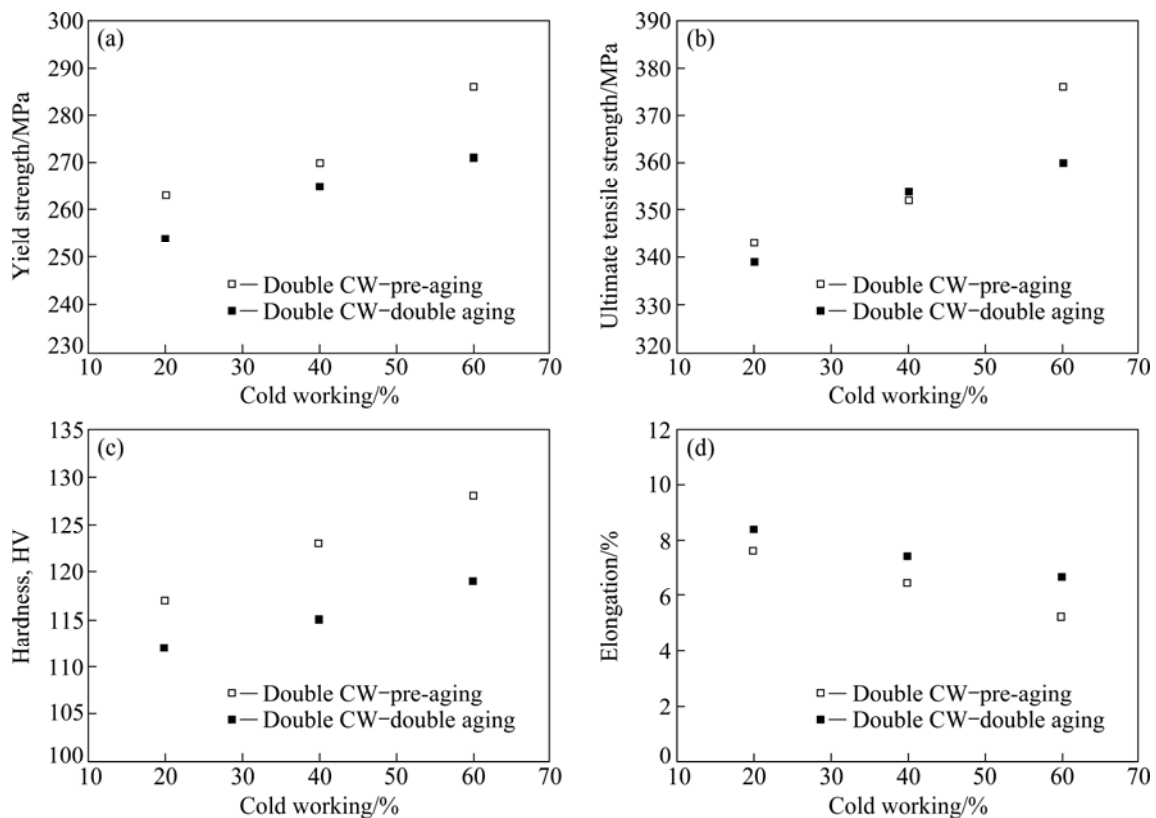 (a)
Yield strength/MPa
300
290
280
270
260
250
240
230
□— Double CW−pre-aging
■— Double CW−double aging
10 20 30 40 50 60 70
Cold working/%
(b)
Ultimate tensile strength/MPa
390
380
370
360
350
340
330
320
□— Double CW−pre-aging
■— Double CW−double aging
10 20 30 40 50 60 70
Cold working/%
(c)
Hardness, HV
135
130
125
120
115
110
105
100
□— Double CW−pre-aging
■— Double CW−double aging
10 20 30 40 50 60 70
Cold working/%
(d)
Elongation/%
12
10
8
6
4
2
0
□— Double CW−pre-aging
■— Double CW−double aging
10 20 30 40 50 60 70
Cold working/%